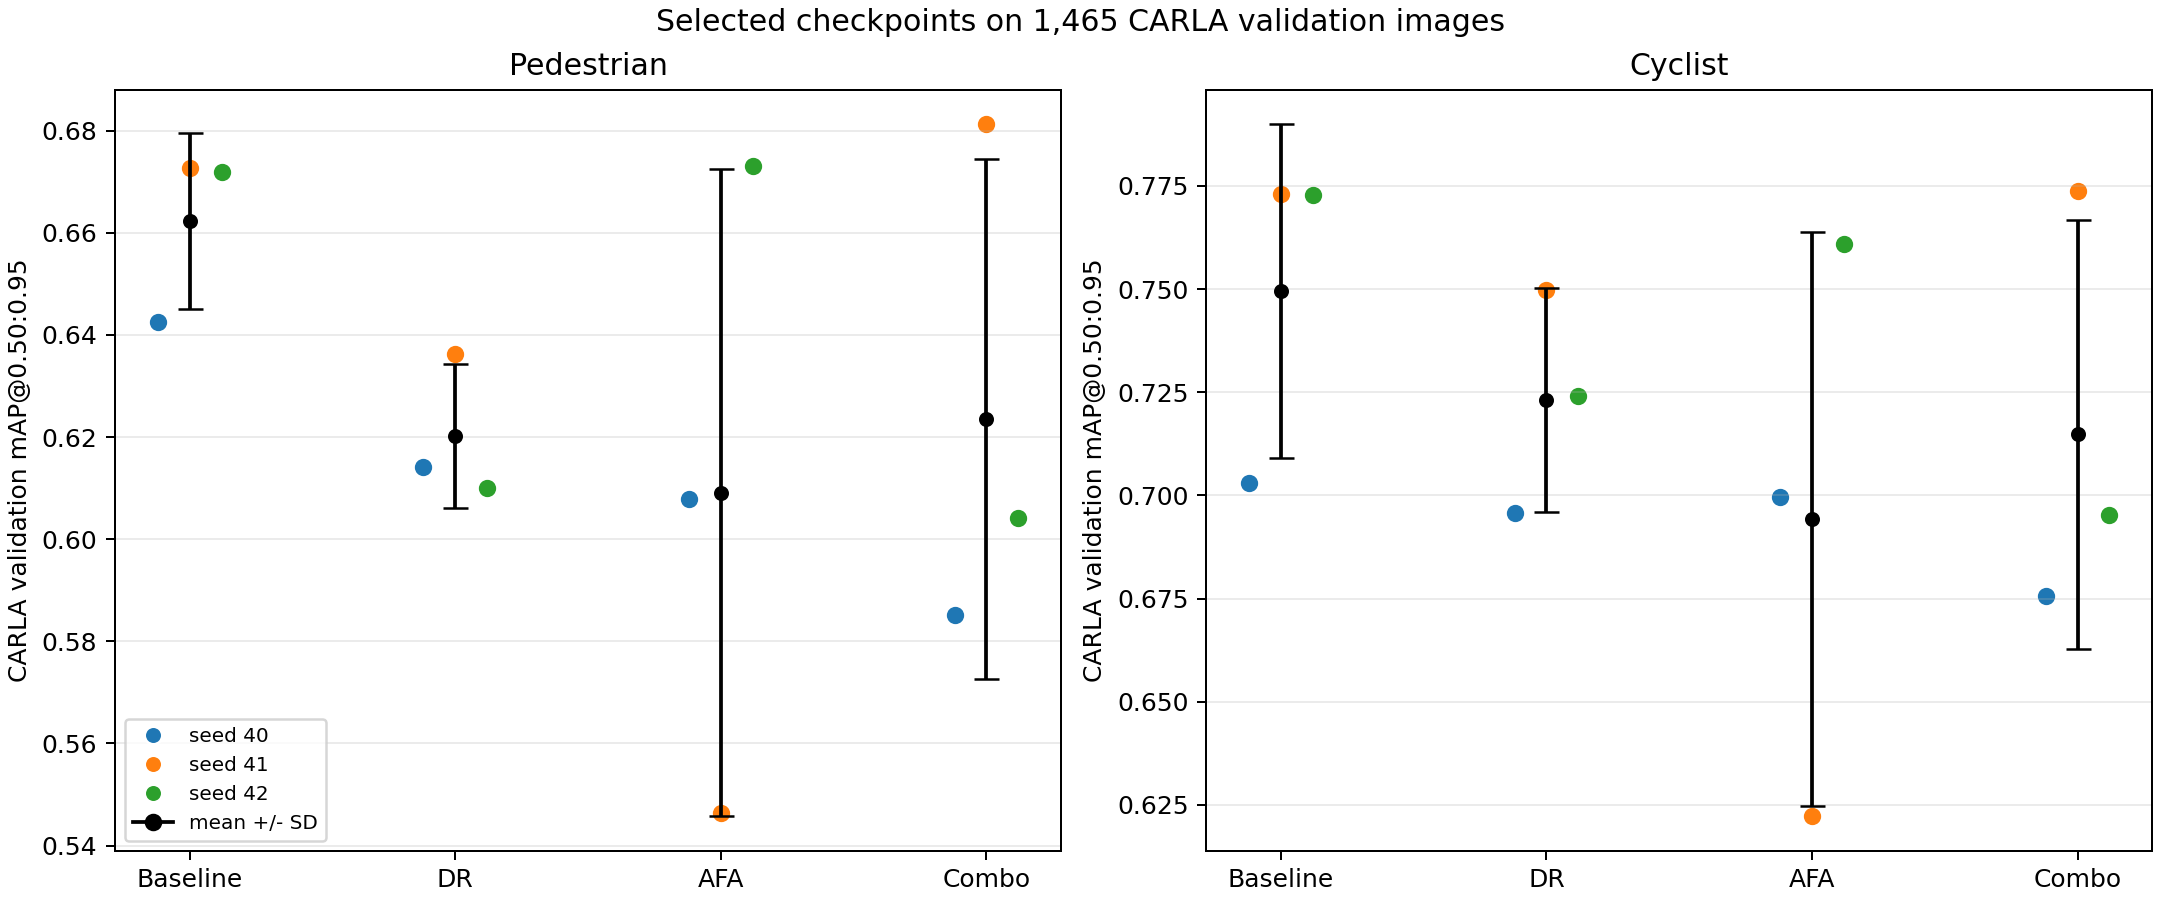 Selected checkpoints on 1,465 CARLA validation images
Pedestrian
CARLA validation mAP@0.50:0.95
0.68
0.66
0.64
0.62
0.60
0.58
0.56
0.54
seed 40
seed 41
seed 42
mean +/- SD
Baseline DR AFA Combo
Cyclist
CARLA validation mAP@0.50:0.95
0.775
0.750
0.725
0.700
0.675
0.650
0.625
Baseline DR AFA Combo